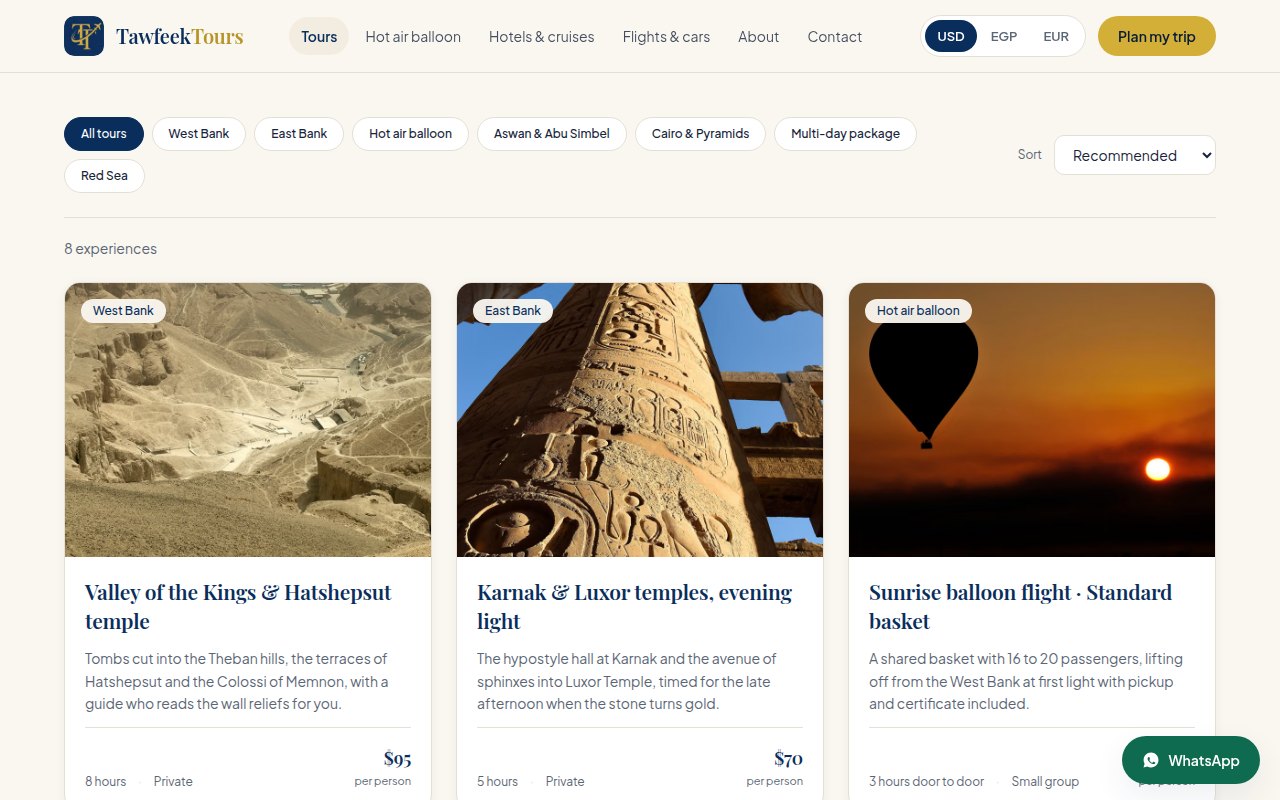 TT TawfeekTours
Tours
Hot air balloon
Hotels & cruises
Flights & cars
About
Contact
USD
EGP
EUR
Plan my trip
All tours
West Bank
East Bank
Hot air balloon
Aswan & Abu Simbel
Cairo & Pyramids
Multi-day package
Red Sea
Sort
Recommended
8 experiences
West Bank
Valley of the Kings & Hatshepsut
temple
Tombs cut into the Theban hills, the terraces of
Hatshepsut and the Colossi of Memnon, with a
guide who reads the wall reliefs for you.
8 hours · Private
$95
per person
East Bank
Karnak & Luxor temples, evening
light
The hypostyle hall at Karnak and the avenue of
sphinxes into Luxor Temple, timed for the late
afternoon when the stone turns gold.
5 hours · Private
$70
per person
Hot air balloon
Sunrise balloon flight · Standard
basket
A shared basket with 16 to 20 passengers, lifting
off from the West Bank at first light with pickup
and certificate included.
3 hours door to door · Small group
WhatsApp